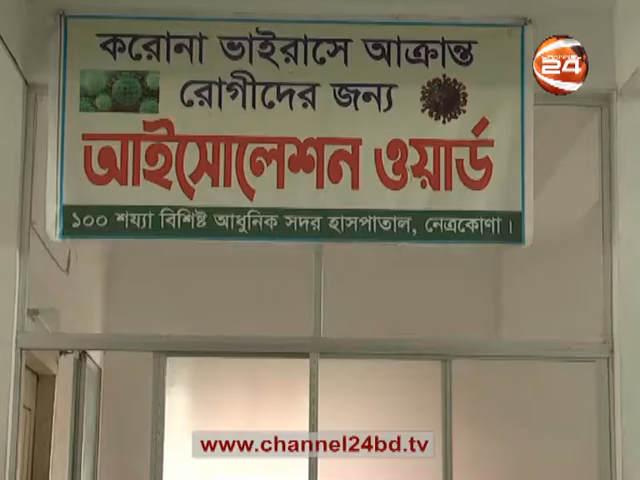 করোনা ভাইরাসে আক্রান্ত
রোগীদের জন্য
আইসোলেশন ওয়ার্ড
১০০ শয্যা বিশিষ্ট আধুনিক সদর হাসপাতাল, নেত্রকোণা।
24
www.channel24bd.tv